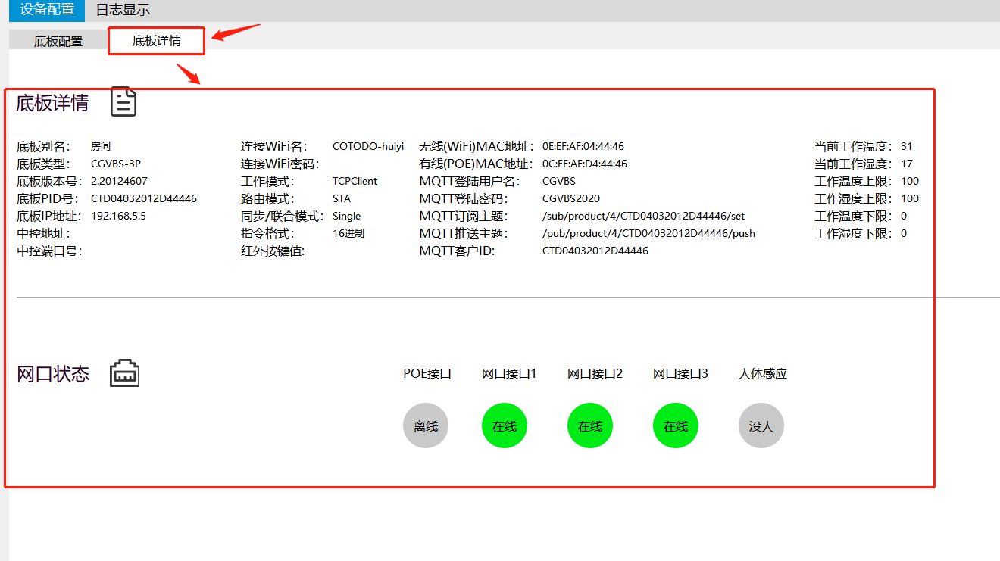 设备配置 日志显示
底板配置 底板详情
底板详情
底板别名： 房间 连接WiFi名： COTODO-huiyi 无线(WiFi)MAC地址： 0E:EF:AF:04:44:46 当前工作温度： 31
底板类型： CGVBS-3P 连接WiFi密码： 有线(POE)MAC地址： 0C:EF:AF:D4:44:46 当前工作湿度： 17
底板版本号： 2.20124607 工作模式： TCPClient MQTT登陆用户名： CGVBS 工作温度上限： 100
底板PID号： CTD04032012D44446 路由模式： STA MQTT登陆密码： CGVBS2020 工作湿度上限： 100
底板IP地址： 192.168.5.5 同步/联合模式： Single MQTT订阅主题： /sub/product/4/CTD04032012D44446/set 工作温度下限： 0
中控地址： 指令格式： 16进制 MQTT推送主题： /pub/product/4/CTD04032012D44446/push 工作湿度下限： 0
中控端口号： 红外按键值： MQTT客户ID: CTD04032012D44446
网口状态
POE接口 网口接口1 网口接口2 网口接口3 人体感应
离线 在线 在线 在线 没人